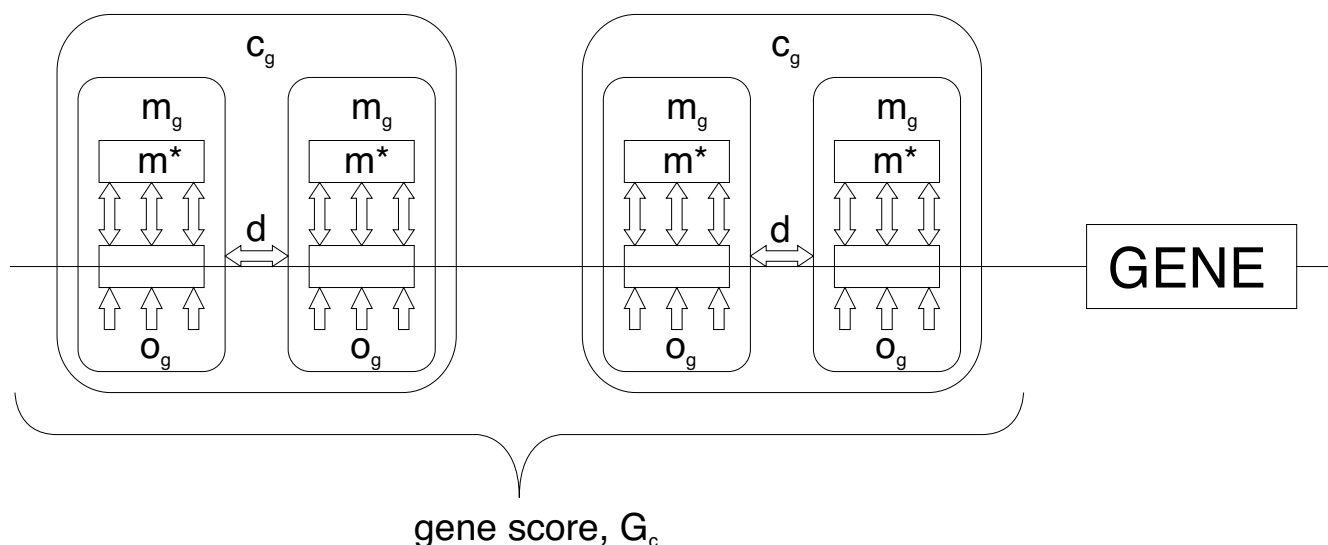 c_g c_g
m_g m_g m_g m_g
m* m* m* m*
d d
GENE
o_g o_g o_g o_g
gene score, G_c